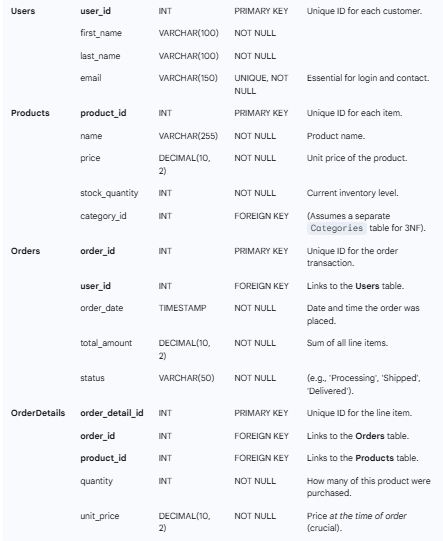 Users user_id INT PRIMARY KEY Unique ID for each customer.
first_name VARCHAR(100) NOT NULL
last_name VARCHAR(100) NOT NULL
email VARCHAR(150) UNIQUE, NOT NULL Essential for login and contact.
Products product_id INT PRIMARY KEY Unique ID for each item.
name VARCHAR(255) NOT NULL Product name.
price DECIMAL(10, 2) NOT NULL Unit price of the product.
stock_quantity INT NOT NULL Current inventory level.
category_id INT FOREIGN KEY (Assumes a separate Categories table for 3NF).
Orders order_id INT PRIMARY KEY Unique ID for the order transaction.
user_id INT FOREIGN KEY Links to the Users table.
order_date TIMESTAMP NOT NULL Date and time the order was placed.
total_amount DECIMAL(10, 2) NOT NULL Sum of all line items.
status VARCHAR(50) NOT NULL (e.g., 'Processing', 'Shipped', 'Delivered').
OrderDetails order_detail_id INT PRIMARY KEY Unique ID for the line item.
order_id INT FOREIGN KEY Links to the Orders table.
product_id INT FOREIGN KEY Links to the Products table.
quantity INT NOT NULL How many of this product were purchased.
unit_price DECIMAL(10, 2) NOT NULL Price at the time of order (crucial).